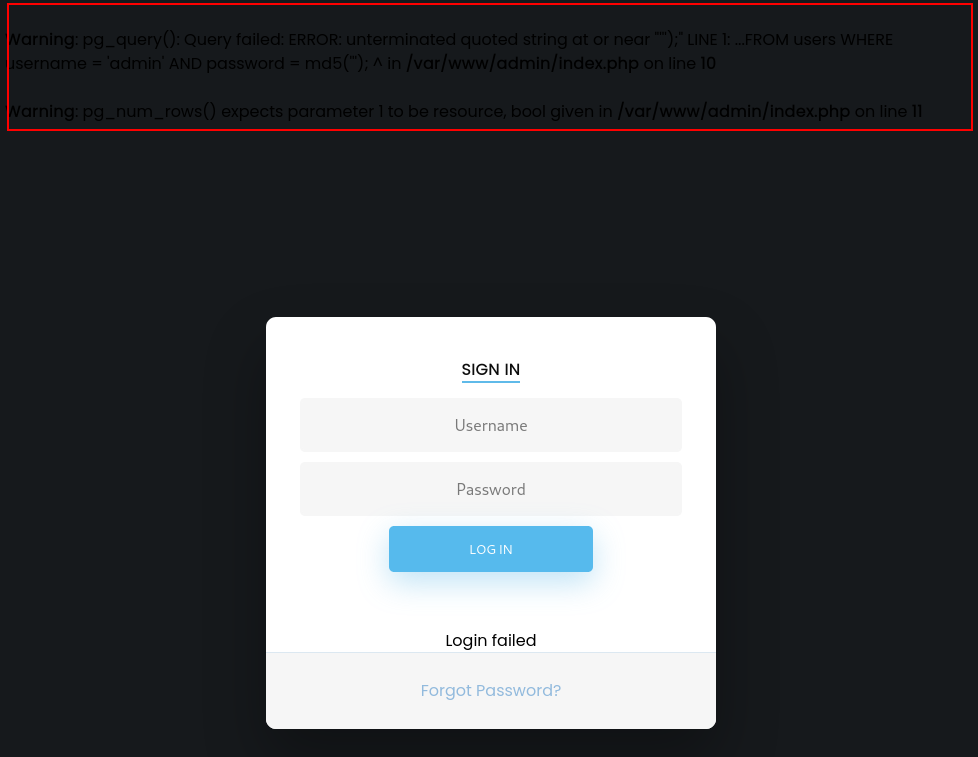 Warning: pg_query(): Query failed: ERROR: unterminated quoted string at or near "'');" LINE 1: ...FROM users WHERE
username = 'admin' AND password = md5('''); ^ in /var/www/admin/index.php on line 10
Warning: pg_num_rows() expects parameter 1 to be resource, bool given in /var/www/admin/index.php on line 11
SIGN IN
Username
Password
LOG IN
Login failed
Forgot Password?